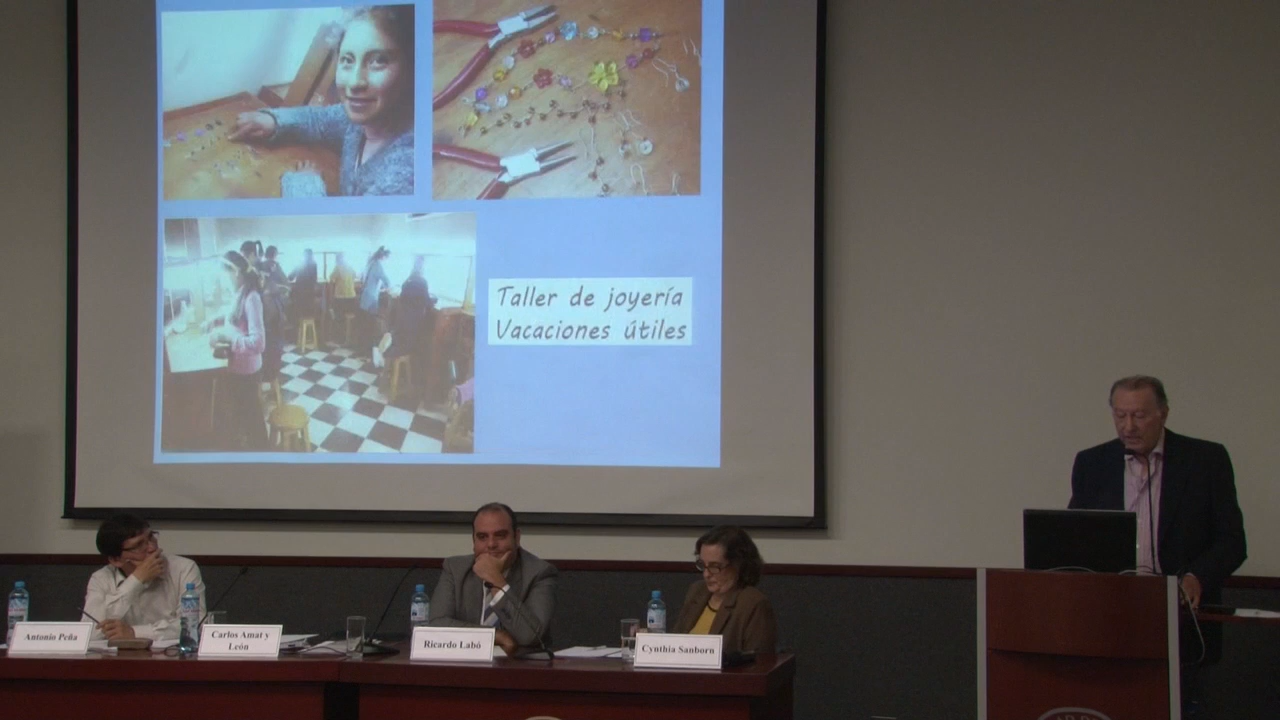 Taller de joyería
Vacaciones útiles
Antonio Peña
Carlos Amat y
León
Ricardo Labó
Cynthia Sanborn